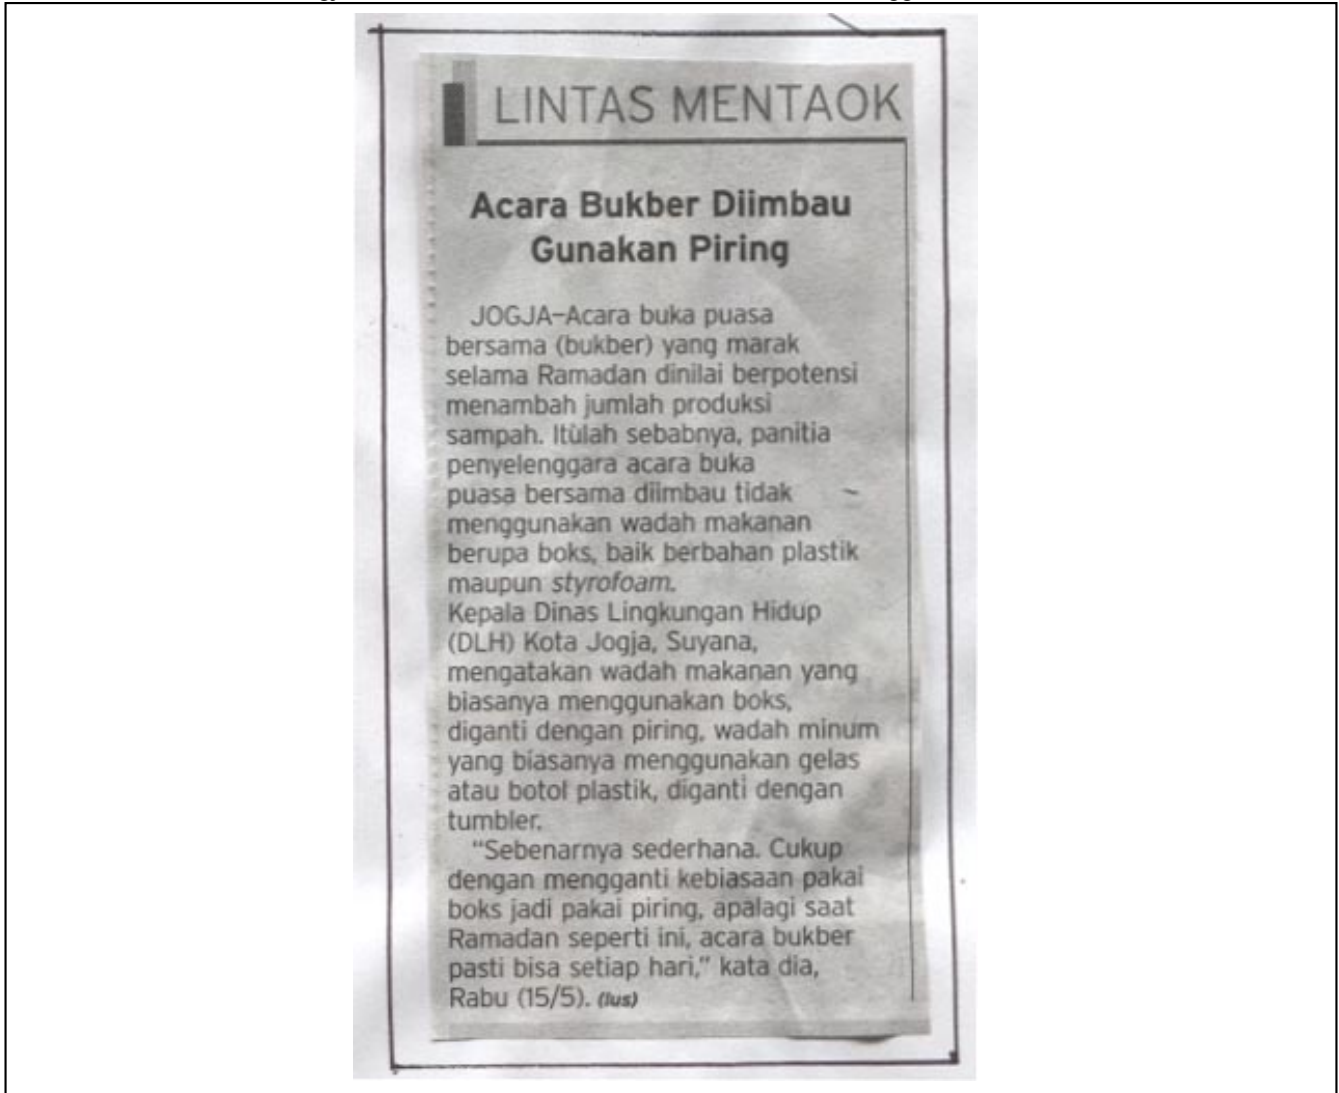 LINTAS MENTAOK
Acara Bukber Diimbau
Gunakan Piring
JOGJA–Acara buka puasa
bersama (bukber) yang marak
selama Ramadan dinilai berpotensi
menambah jumlah produksi
sampah. Itulah sebabnya, panitia
penyelenggara acara buka
puasa bersama diimbau tidak
menggunakan wadah makanan
berupa boks, baik berbahan plastik
maupun styrofoam.
Kepala Dinas Lingkungan Hidup
(DLH) Kota Jogja, Suyana,
mengatakan wadah makanan yang
biasanya menggunakan boks,
diganti dengan piring, wadah minum
yang biasanya menggunakan gelas
atau botol plastik, diganti dengan
tumbler.
“Sebenarnya sederhana. Cukup
dengan mengganti kebiasaan pakai
boks jadi pakai piring, apalagi saat
Ramadan seperti ini, acara bukber
pasti bisa setiap hari,” kata dia,
Rabu (15/5). (lus)